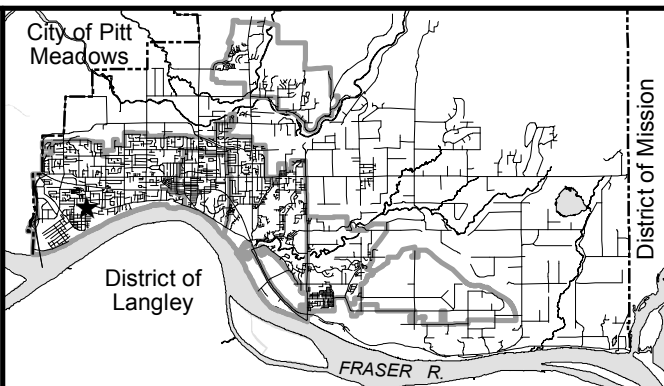 City of Pitt
Meadows
District of Mission
District of
Langley
FRASER R.